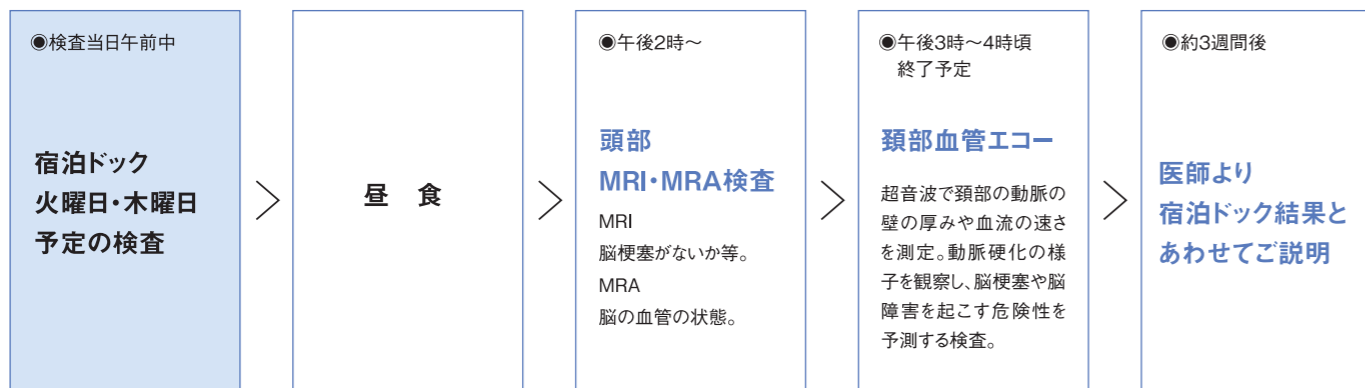 ◉検査当日午前中
宿泊ドック
火曜日・木曜日
予定の検査
昼　食
◉午後2時〜
頭部
MRI・MRA検査
MRI
脳梗塞がないか等。
MRA
脳の血管の状態。
◉午後3時〜4時頃
終了予定
頚部血管エコー
超音波で頚部の動脈の
壁の厚みや血流の速さ
を測定。動脈硬化の様
子を観察し、脳梗塞や脳
障害を起こす危険性を
予測する検査。
◉約3週間後
医師より
宿泊ドック結果と
あわせてご説明